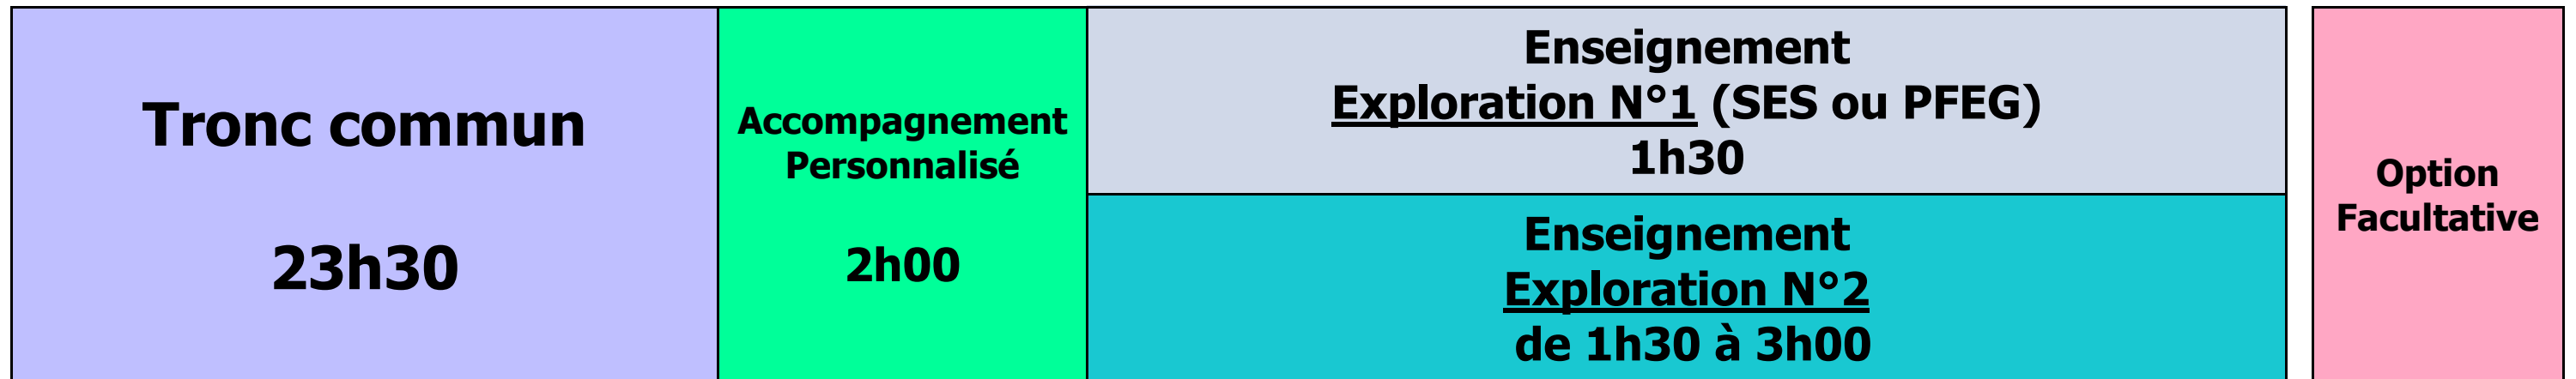 Tronc commun
23h30
Accompagnement
Personnalisé
2h00
Enseignement
Exploration N°1 (SES ou PFEG)
1h30
Enseignement
Exploration N°2
de 1h30 à 3h00
Option
Facultative